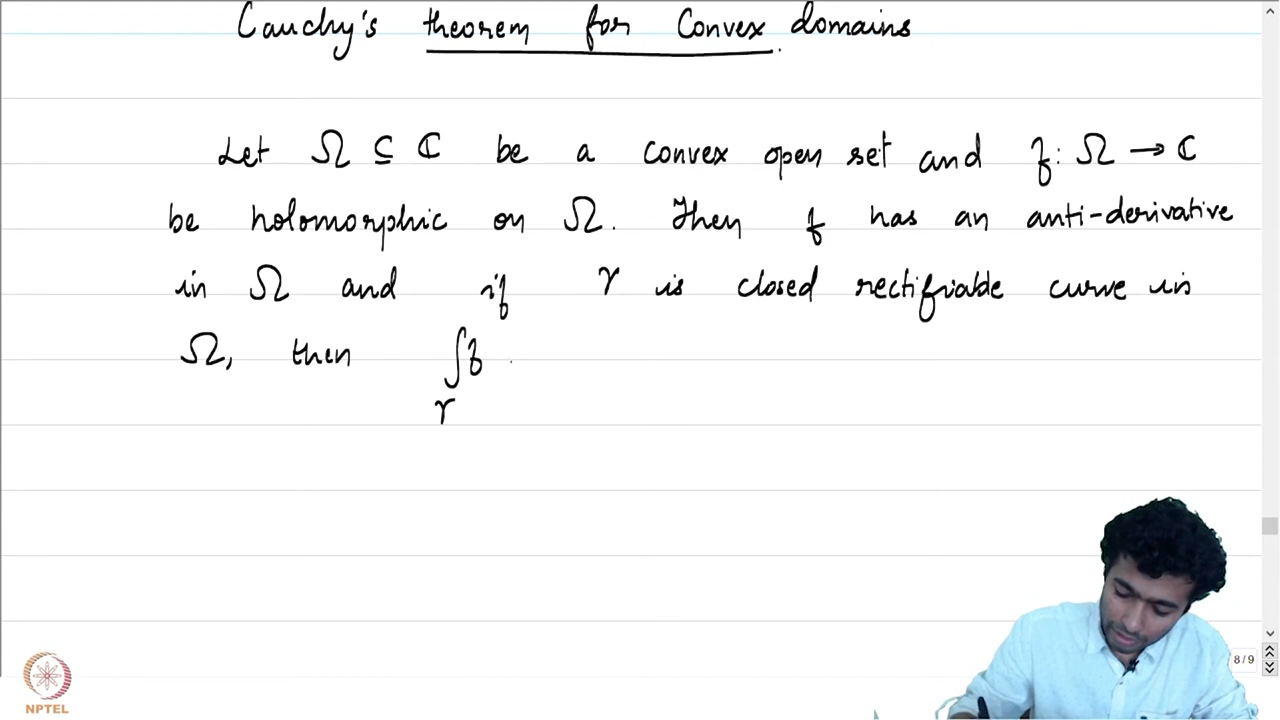 Cauchy's theorem for Convex domains
Let Ω ⊆ ℂ be a convex open set and f: Ω → ℂ
be holomorphic on Ω. Then f has an anti-derivative
in Ω and if γ is closed rectifiable curve in
Ω, then ∫f
γ
8/9
NPTEL